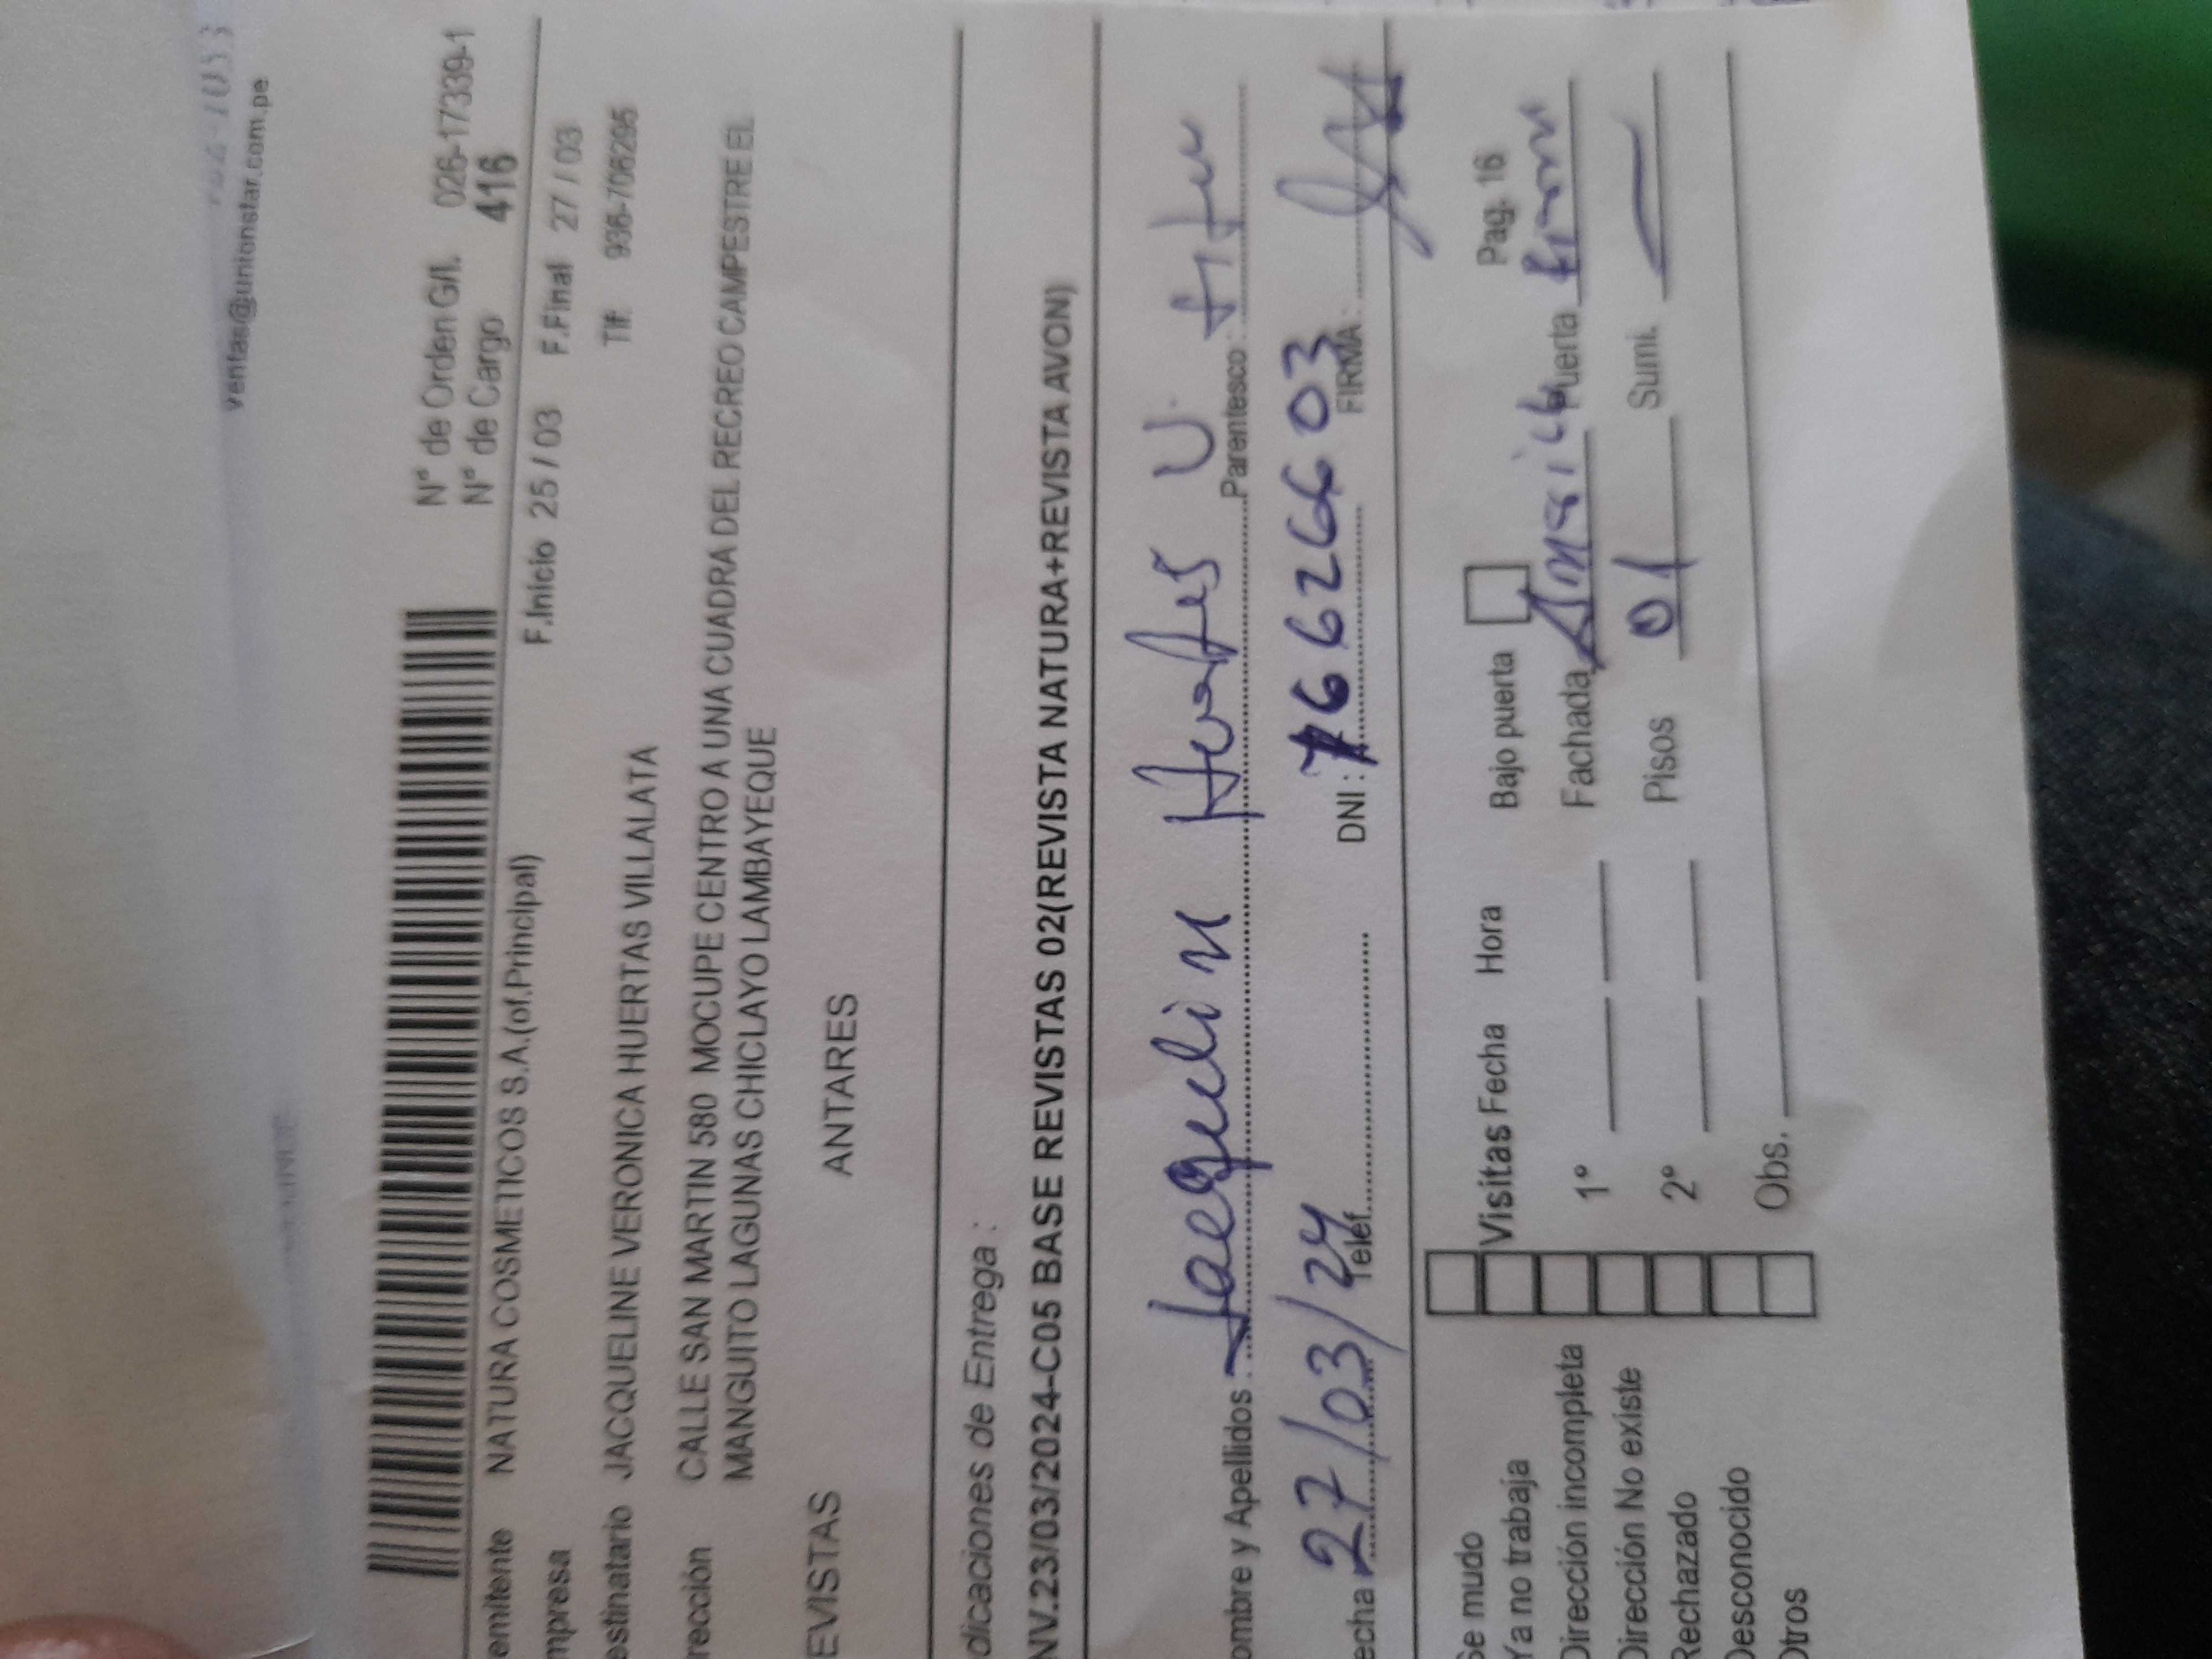 ventas@unionstar.com.pe
N° de Orden G/I. 026-17339-1
N° de Cargo 416
emitente NATURA COSMETICOS S.A.(of.Principal)
F.Inicio 25 / 03 F.Final 27 / 03
mpresa
estinatario JACQUELINE VERONICA HUERTAS VILLALATA
Tlf: 936-706295
rección CALLE SAN MARTIN 580 MOCUPE CENTRO A UNA CUADRA DEL RECREO CAMPESTRE EL
MANGUITO LAGUNAS CHICLAYO LAMBAYEQUE
EVISTAS ANTARES
dicaciones de Entrega :
NV.23/03/2024-C05 BASE REVISTAS 02(REVISTA NATURA+REVISTA AVON)
ombre y Apellidos : Jaequelin Huertas U. Parentesco :
echa 27/03/24 Teléf. DNI : 76626603 FIRMA :
Se mudo
Ya no trabaja Visitas Fecha Hora Bajo puerta Pag. 16
Dirección incompleta 1° Fachada Amarilla Puerta
Dirección No existe
Rechazado 2° Pisos 01 Sumi.
Desconocido
Otros Obs.